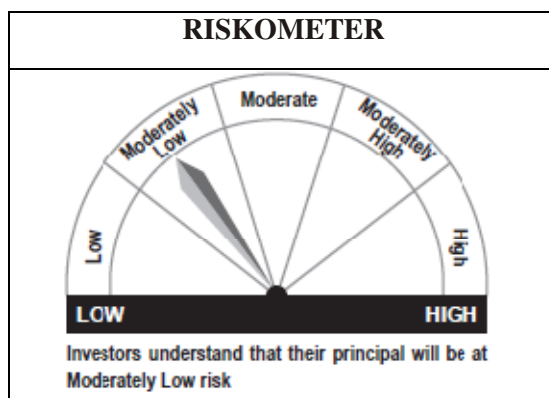 RISKOMETER
Moderate
Moderately
Low
Moderately
High
Low
High
LOW HIGH
Investors understand that their principal will be at
Moderately Low risk